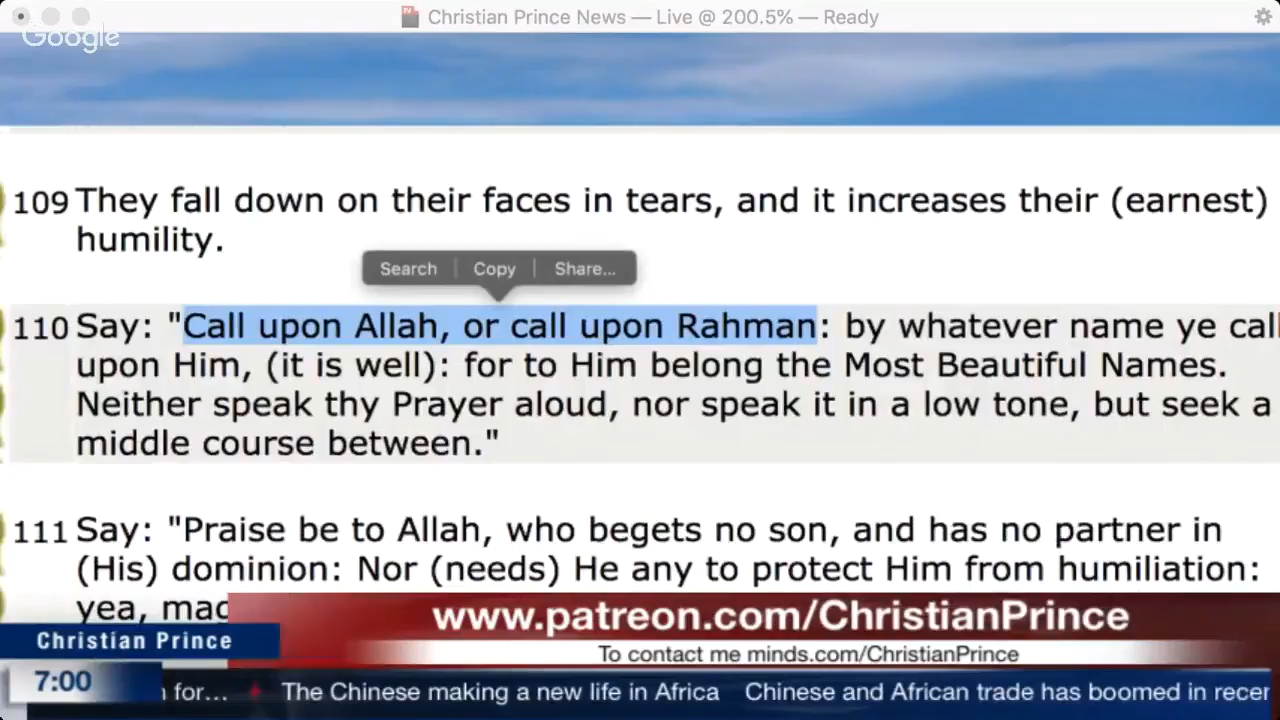 Christian Prince News — Live @ 200.5% — Ready
Google
109 They fall down on their faces in tears, and it increases their (earnest)
humility.
Search Copy Share...
110 Say: "Call upon Allah, or call upon Rahman: by whatever name ye call
upon Him, (it is well): for to Him belong the Most Beautiful Names.
Neither speak thy Prayer aloud, nor speak it in a low tone, but seek a
middle course between."
111 Say: "Praise be to Allah, who begets no son, and has no partner in
(His) dominion: Nor (needs) He any to protect Him from humiliation:
yea,
www.patreon.com/ChristianPrince
Christian Prince
To contact me minds.com/ChristianPrince
7:00
for... The Chinese making a new life in Africa Chinese and African trade has boomed in